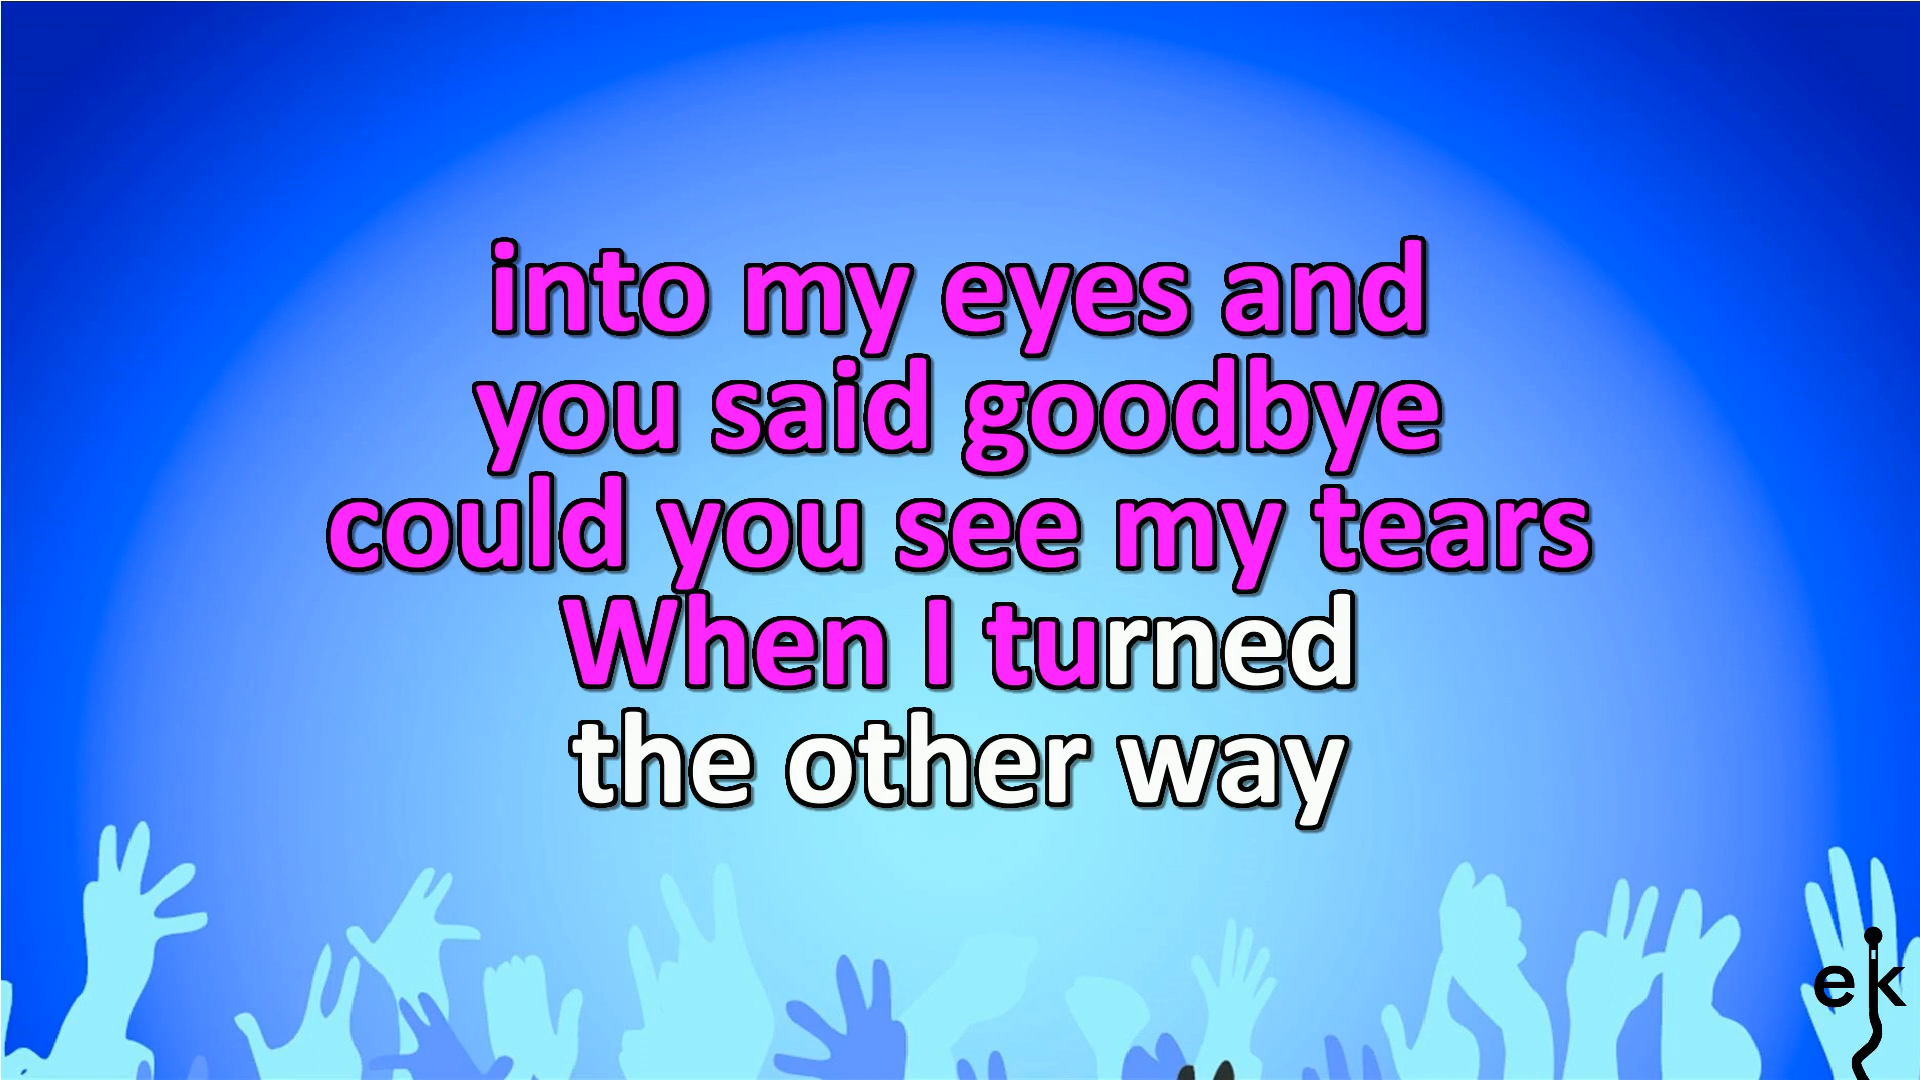 into my eyes and
you said goodbye
could you see my tears
When I turned
the other way
ek